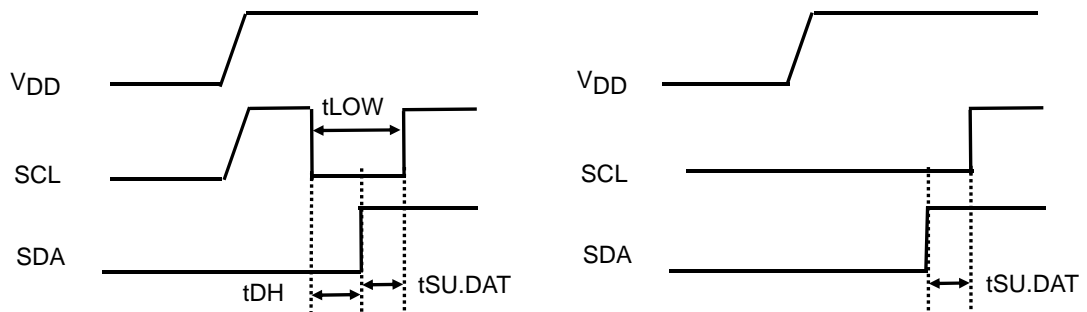 VDD
tLOW
SCL
SDA
tDH
tSU.DAT
VDD
SCL
SDA
tSU.DAT